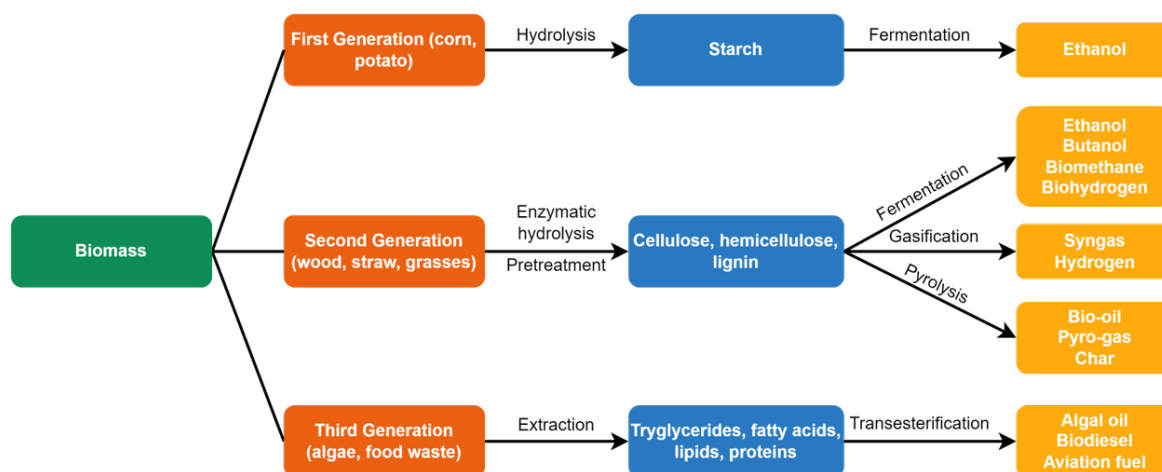 First Generation (corn,
potato)
Hydrolysis
Starch
Fermentation
Ethanol
Biomass
Second Generation
(wood, straw, grasses)
Enzymatic
hydrolysis
Pretreatment
Cellulose, hemicellulose,
lignin
Fermentation
Ethanol
Butanol
Biomethane
Biohydrogen
Gasification
Syngas
Hydrogen
Pyrolysis
Bio-oil
Pyro-gas
Char
Third Generation
(algae, food waste)
Extraction
Tryglycerides, fatty acids,
lipids, proteins
Transesterification
Algal oil
Biodiesel
Aviation fuel